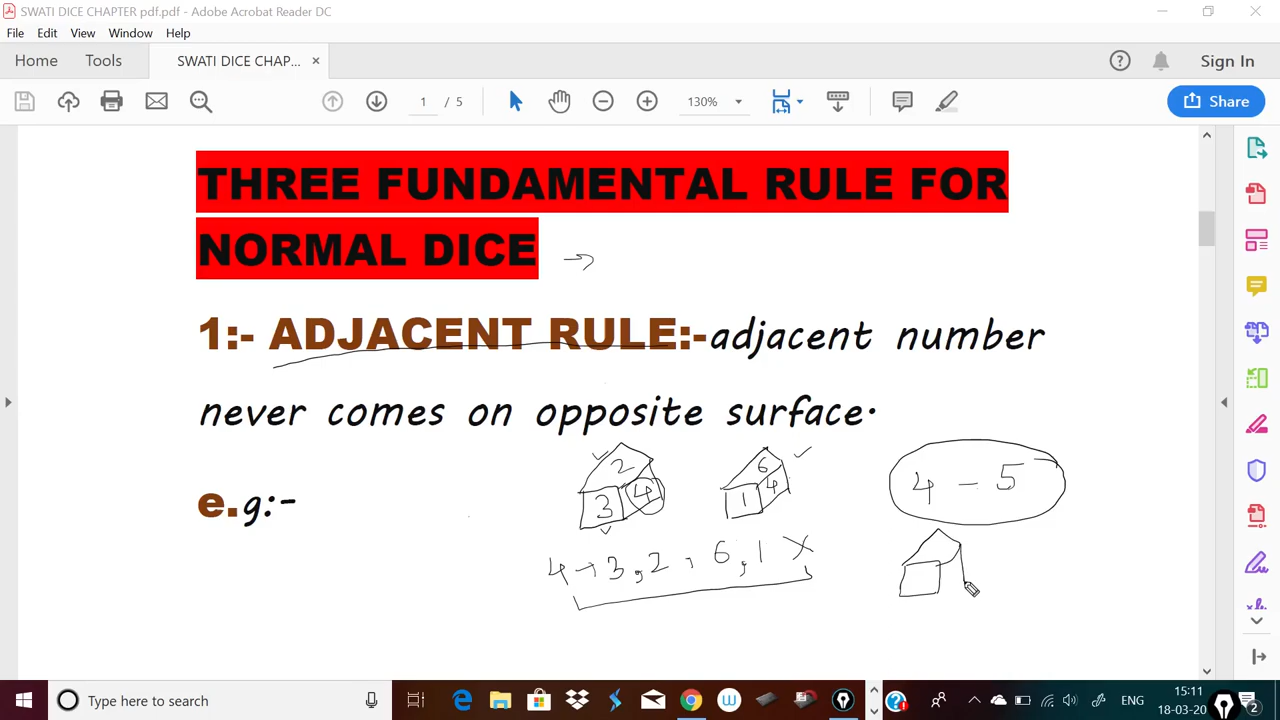 SWATI DICE CHAPTER pdf.pdf - Adobe Acrobat Reader DC
File Edit View Window Help
Home Tools SWATI DICE CHAP... × Sign In
1 / 5 130% Share
THREE FUNDAMENTAL RULE FOR
NORMAL DICE →
1:- ADJACENT RULE:-adjacent number
never comes on opposite surface.
e.g:-
2 3 4
6 1 4
4 - 5
4 → 3, 2, 6, 1 ×
Type here to search
ENG
15:11
18-03-20
2